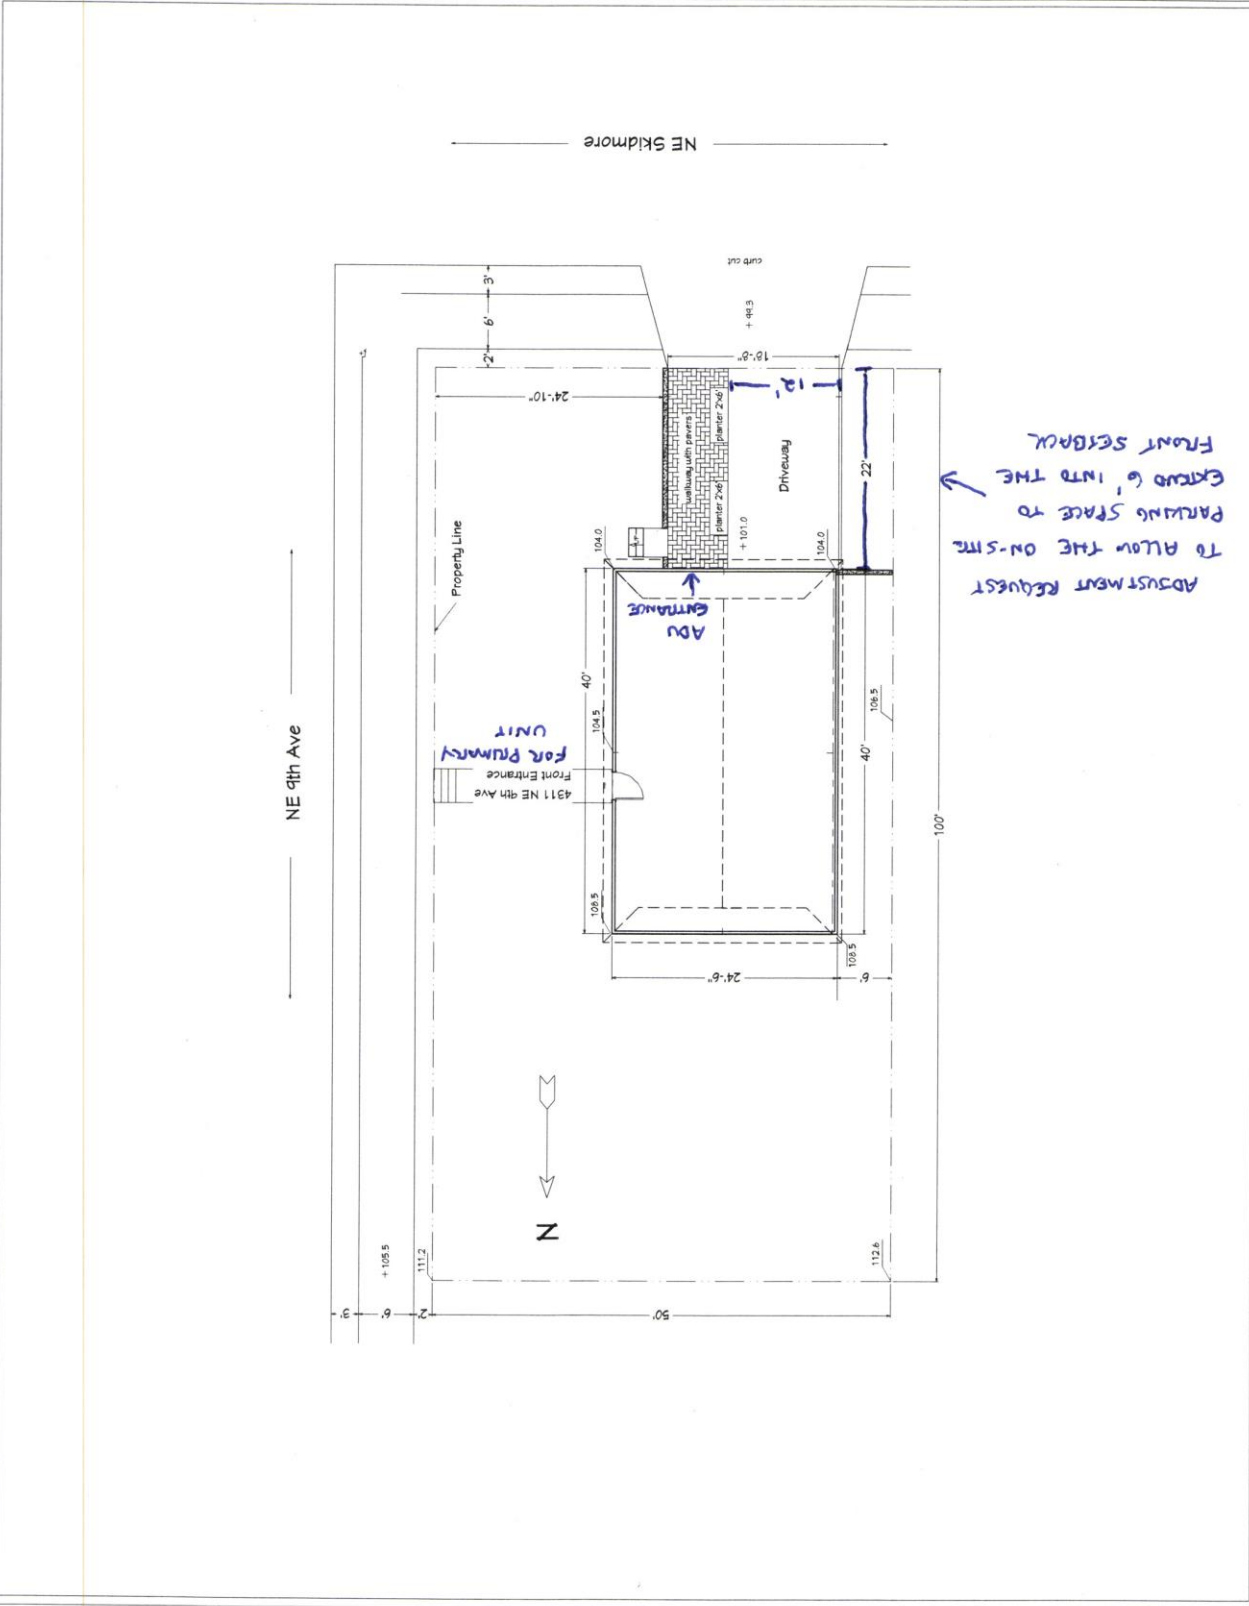 NE Skidmore
curb cut
+ 99.3
3'
6'
2'
18'-8"
24'-10"
12'
walkway with pavers
planter 2'x6'
planter 2'x6'
Driveway
22'
+ 101.0
104.0
104.0
ADJUSTMENT REQUEST
TO ALLOW THE ON-SITE
PARKING SPACE TO
EXTEND 6' INTO THE
FRONT SETBACK
Property Line
ADU
ENTRANCE
40'
104.5
106.5
NE 9th Ave
4311 NE 9th Ave
Front Entrance
FOR PRIMARY
UNIT
40'
100'
108.5
108.5
24'-6"
6'
N
+ 105.5
111.2
112.6
3'
6'
2'
50'